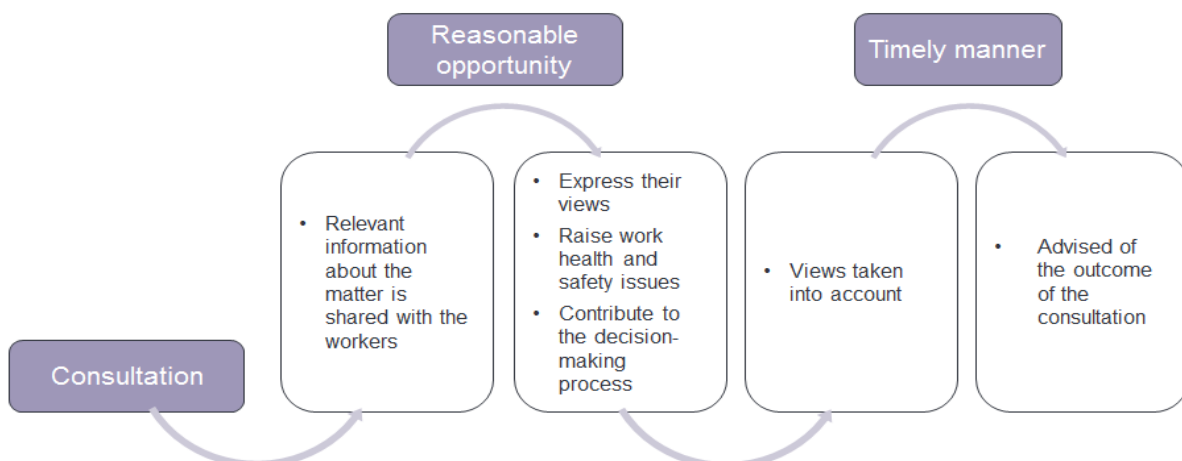 Reasonable
opportunity
Timely manner
Consultation
• Relevant
information
about the
matter is
shared with the
workers
• Express their
views
• Raise work
health and
safety issues
• Contribute to
the decision-
making
process
• Views taken
into account
• Advised of
the outcome
of the
consultation